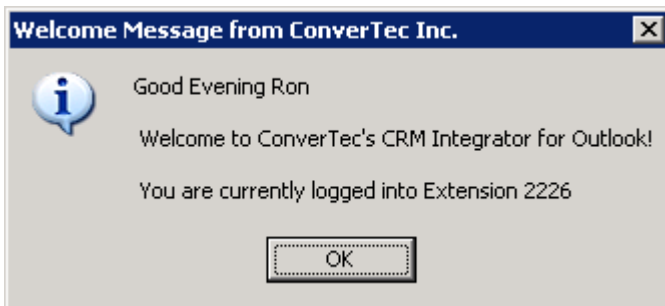 Welcome Message from ConverTec Inc.
Good Evening Ron
Welcome to ConverTec's CRM Integrator for Outlook!
You are currently logged into Extension 2226
OK